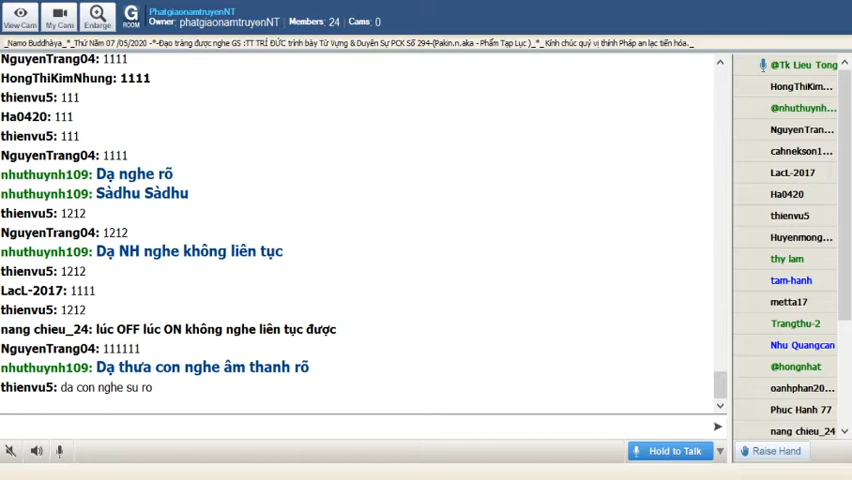 View Cam
My Cam
Enlarge
G
ROOM
PhatgiaonamtruyenNT
Owner: phatgiaonamtruyenNT Members: 24 Cams: 0
_Namo Buddhàya_*_Thứ Năm 07 /05/2020 -*-Đạo tràng được nghe GS :TT TRÍ ĐỨC trình bày Tứ Vựng & Duyên Sự PCK Số 294-(Pakin.n.aka - Phẩm Tạp Lục )_*_ Kính chúc quý vị thính Pháp an lạc tiến hóa._
NguyenTrang04: 1111
HongThiKimNhung: 1111
thienvu5: 111
Ha0420: 111
thienvu5: 111
NguyenTrang04: 1111
nhuthuynh109: Dạ nghe rõ
nhuthuynh109: Sàdhu Sàdhu
thienvu5: 1212
NguyenTrang04: 1212
nhuthuynh109: Dạ NH nghe không liên tục
thienvu5: 1212
LacL-2017: 1111
thienvu5: 1212
nang chieu_24: lúc OFF lúc ON không nghe liên tục được
NguyenTrang04: 111111
nhuthuynh109: Dạ thưa con nghe âm thanh rõ
thienvu5: da con nghe su ro
Hold to Talk
@Tk Lieu Tong
HongThiKim...
@nhuthuynh...
NguyenTran...
cahnekson1...
LacL-2017
Ha0420
thienvu5
Huyenmong...
thy lam
tam-hanh
metta17
Trangthu-2
Nhu Quangcan
@hongnhat
oanhphan20...
Phuc Hanh 77
nang chieu_24
Raise Hand